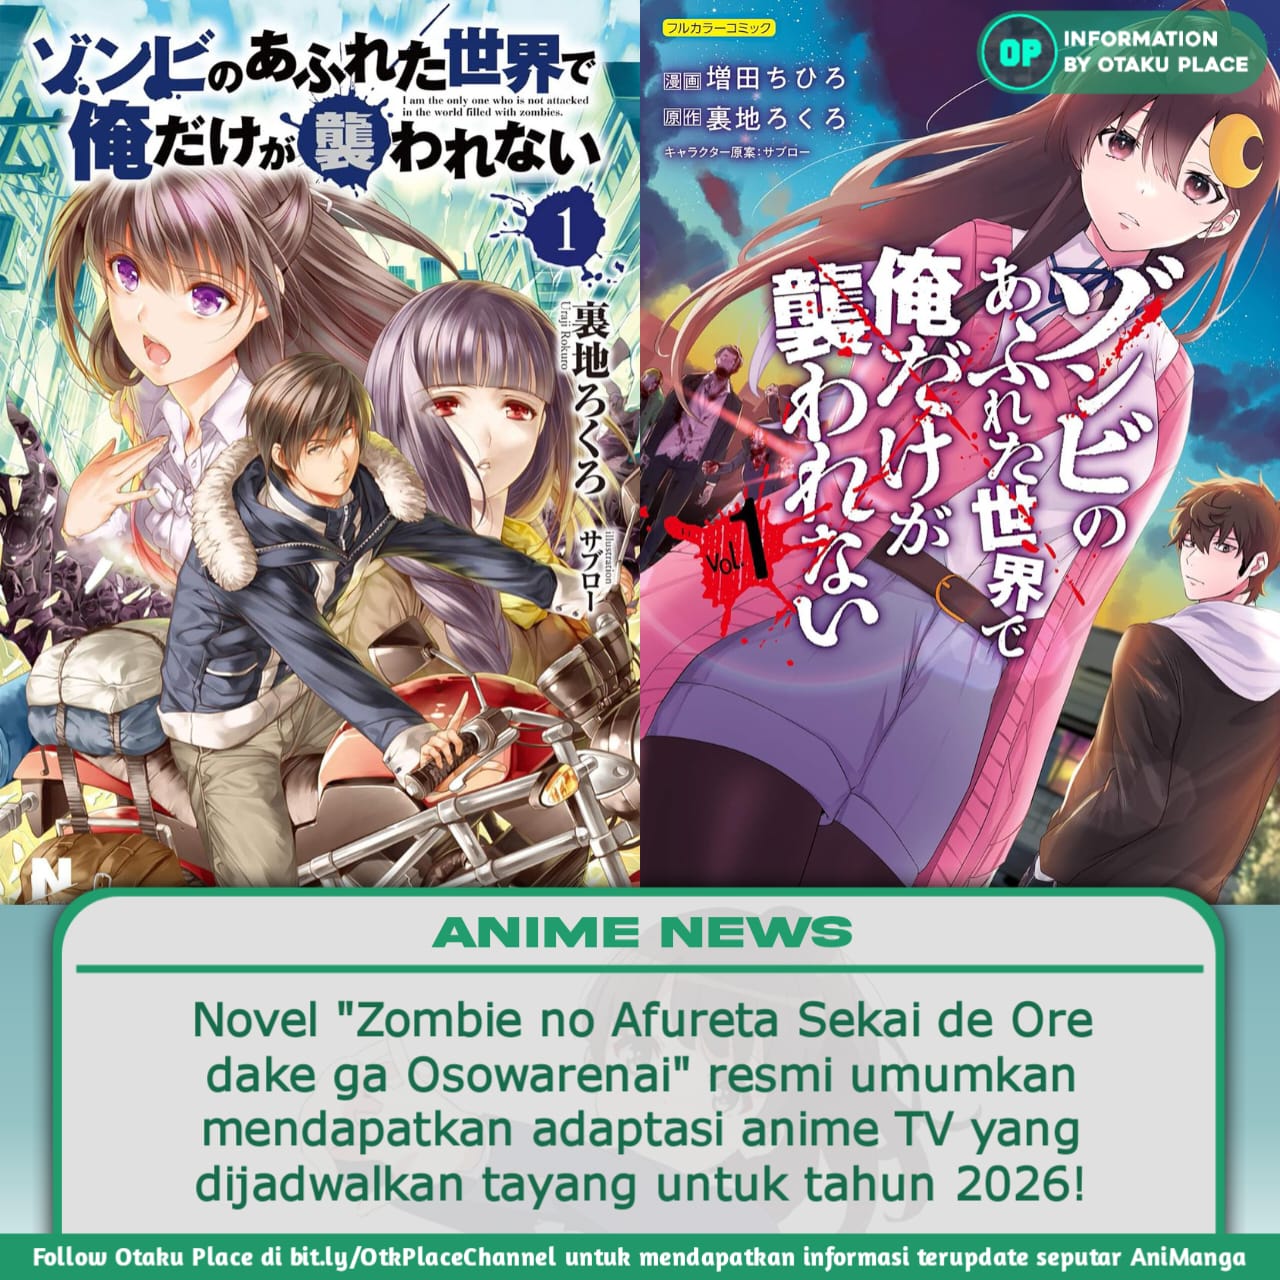 ゾンビのあふれた世界で
I am the only one who is not attacked
in the world filled with zombies.
俺だけが襲われない
1
裏地ろくろ
Uraji Rokuro
illustration
サブロー
N
フルカラーコミック
漫画 増田ちひろ
原作 裏地ろくろ
キャラクター原案:サブロー
ゾンビの
あふれた世界で
俺だけが
襲われない
Vol.1
OP
INFORMATION
BY OTAKU PLACE
ANIME NEWS
Novel "Zombie no Afureta Sekai de Ore
dake ga Osowarenai" resmi umumkan
mendapatkan adaptasi anime TV yang
dijadwalkan tayang untuk tahun 2026!
Follow Otaku Place di bit.ly/OtkPlaceChannel untuk mendapatkan informasi terupdate seputar AniManga